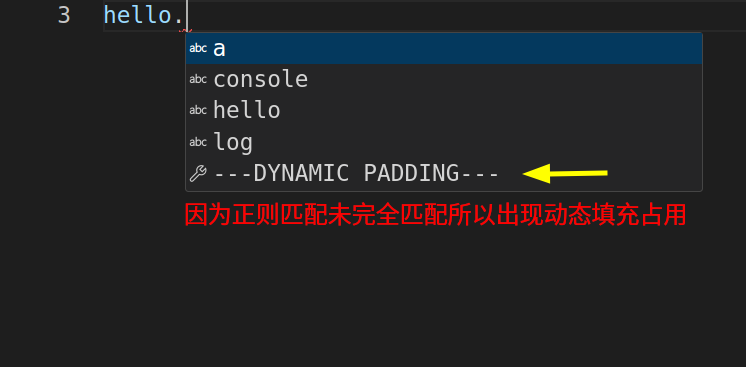 3 hello.
abc a
abc console
abc hello
abc log
---DYNAMIC PADDING---
因为正则匹配未完全匹配所以出现动态填充占用